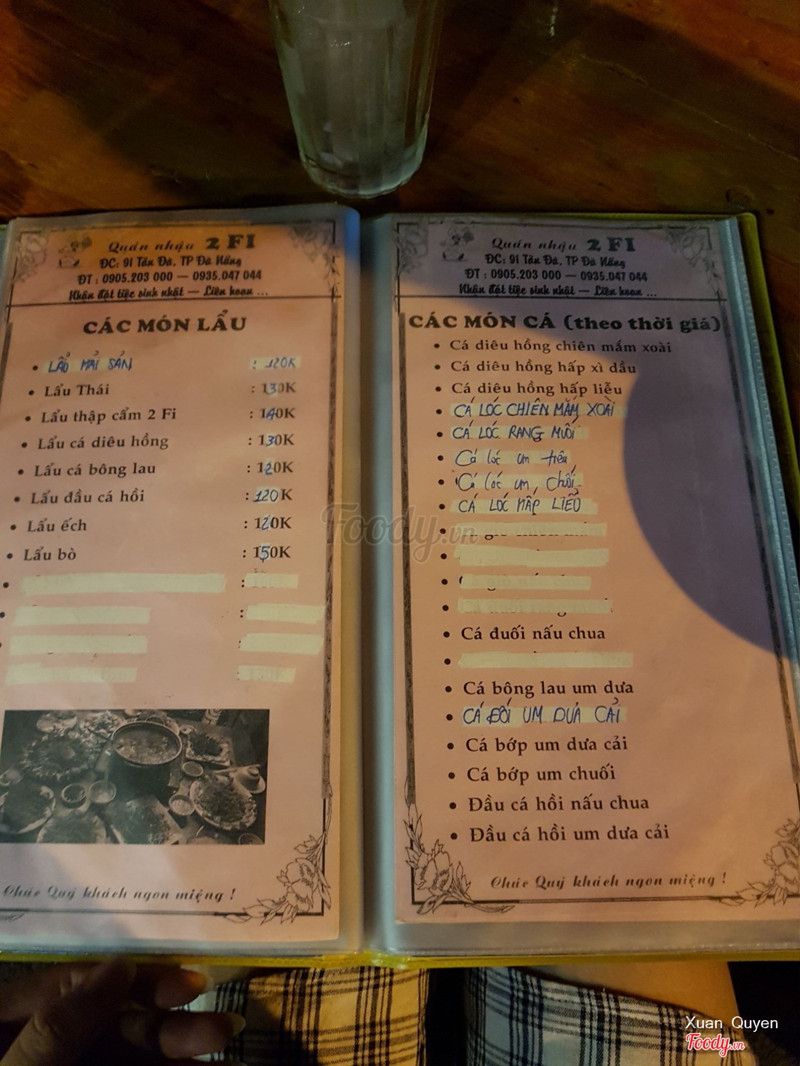 Quán nhậu 2 FI
ĐC: 91 Tản Đà, TP Đà Nẵng
ĐT : 0905.203 000 — 0935.047 044
Nhận đặt tiệc sinh nhật — Liên hoan ...
CÁC MÓN LẨU
LẨU HẢI SẢN : 120K
Lẩu Thái : 130K
Lẩu thập cẩm 2 Fi : 140K
Lẩu cá diêu hồng : 130K
Lẩu cá bông lau : 120K
Lẩu đầu cá hồi : 120K
Lẩu ếch : 120K
Lẩu bò : 150K
Chúc Quý khách ngon miệng !
Quán nhậu 2 FI
ĐC: 91 Tản Đà, TP Đà Nẵng
ĐT : 0905.203 000 — 0935.047 044
Nhận đặt tiệc sinh nhật — Liên hoan ...
CÁC MÓN CÁ (theo thời giá)
Cá diêu hồng chiên mắm xoài
Cá diêu hồng hấp xì dầu
Cá diêu hồng hấp liễu
CÁ LÓC CHIÊN MẮM XOÀI
CÁ LÓC RANG MUỐI
Cá lóc um tiêu
Cá lóc um chuối
CÁ LÓC HẤP LIỄU
Cá đuối nấu chua
Cá bông lau um dưa
CÁ ĐỐI UM DƯA CẢI
Cá bớp um dưa cải
Cá bớp um chuối
Đầu cá hồi nấu chua
Đầu cá hồi um dưa cải
Chúc Quý khách ngon miệng !
Foody.vn
Xuan Quyen
Foody.vn